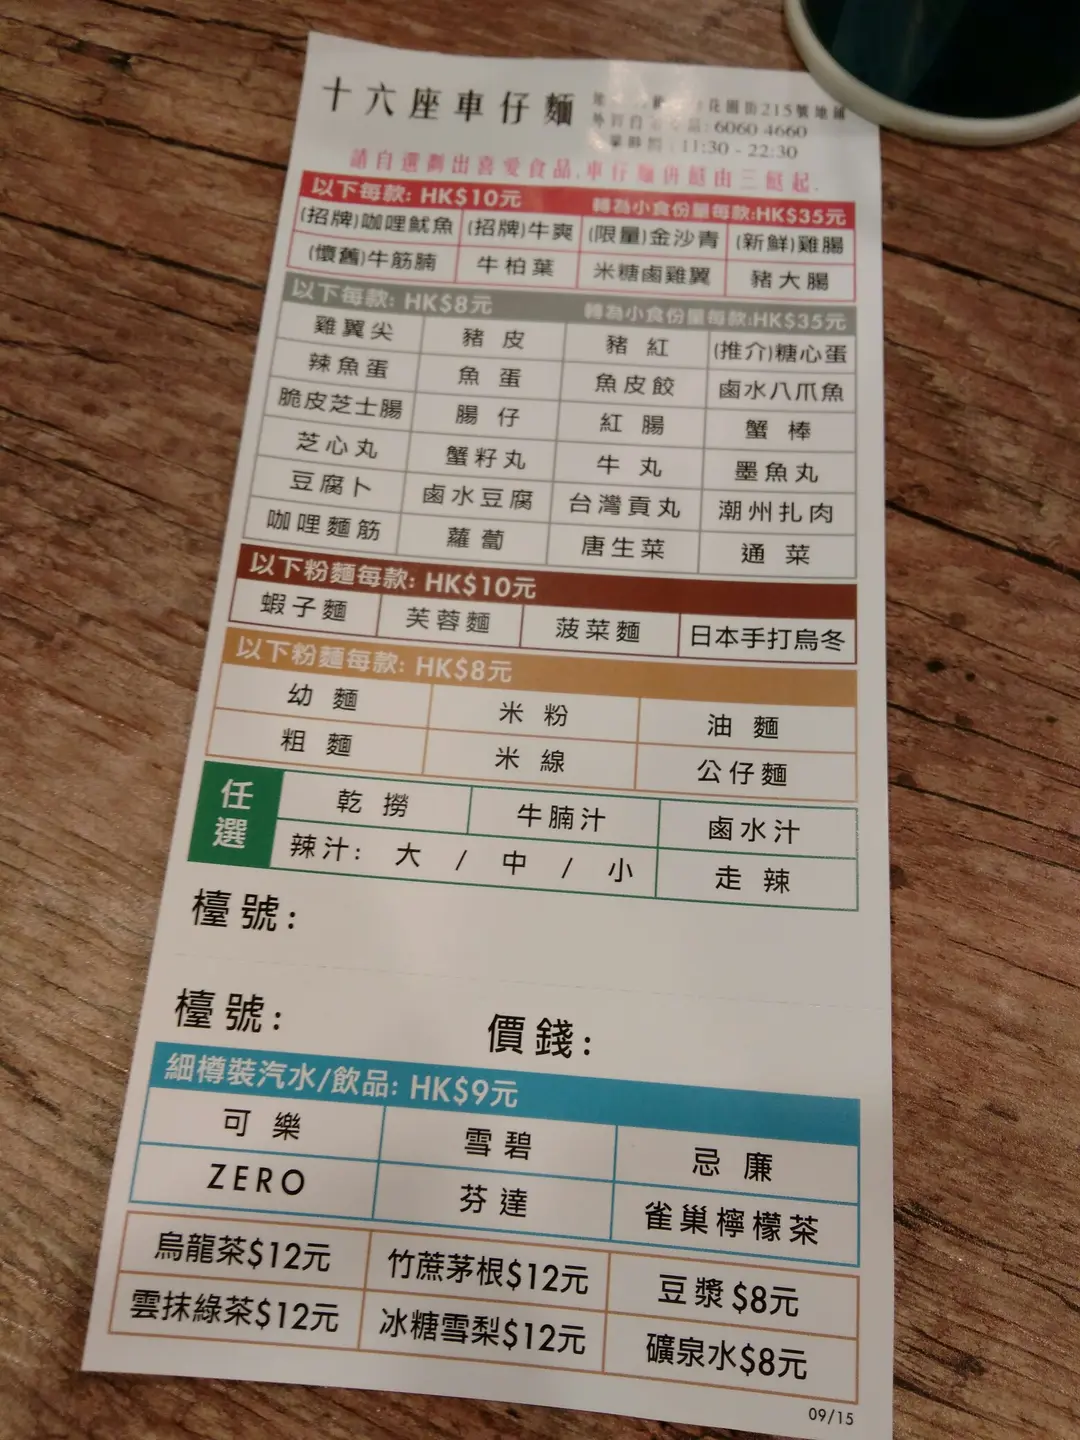 十六座車仔麵
花園街215號地鋪
6060 4660
11:30 - 22:30
請自選劃出喜愛食品,車仔麵併餸由三餸起.
以下每款: HK$10元 轉為小食份量每款:HK$35元
(招牌)咖哩魷魚 (招牌)牛爽 (限量)金沙青 (新鮮)雞腸
(懷舊)牛筋腩 牛柏葉 米糖鹵雞翼 豬大腸
以下每款: HK$8元 轉為小食份量每款:HK$35元
雞翼尖 豬皮 豬紅 (推介)糖心蛋
辣魚蛋 魚蛋 魚皮餃 鹵水八爪魚
脆皮芝士腸 腸仔 紅腸 蟹棒
芝心丸 蟹籽丸 牛丸 墨魚丸
豆腐卜 鹵水豆腐 台灣貢丸 潮州扎肉
咖哩麵筋 蘿蔔 唐生菜 通菜
以下粉麵每款: HK$10元
蝦子麵 芙蓉麵 菠菜麵 日本手打烏冬
以下粉麵每款: HK$8元
幼麵 米粉 油麵
粗麵 米線 公仔麵
任選 乾撈 牛腩汁 鹵水汁
辣汁: 大 / 中 / 小 走辣
檯號:
檯號: 價錢:
細樽裝汽水/飲品: HK$9元
可樂 雪碧 忌廉
ZERO 芬達 雀巢檸檬茶
烏龍茶$12元 竹蔗茅根$12元 豆漿$8元
雲抹綠茶$12元 冰糖雪梨$12元 礦泉水$8元
09/15